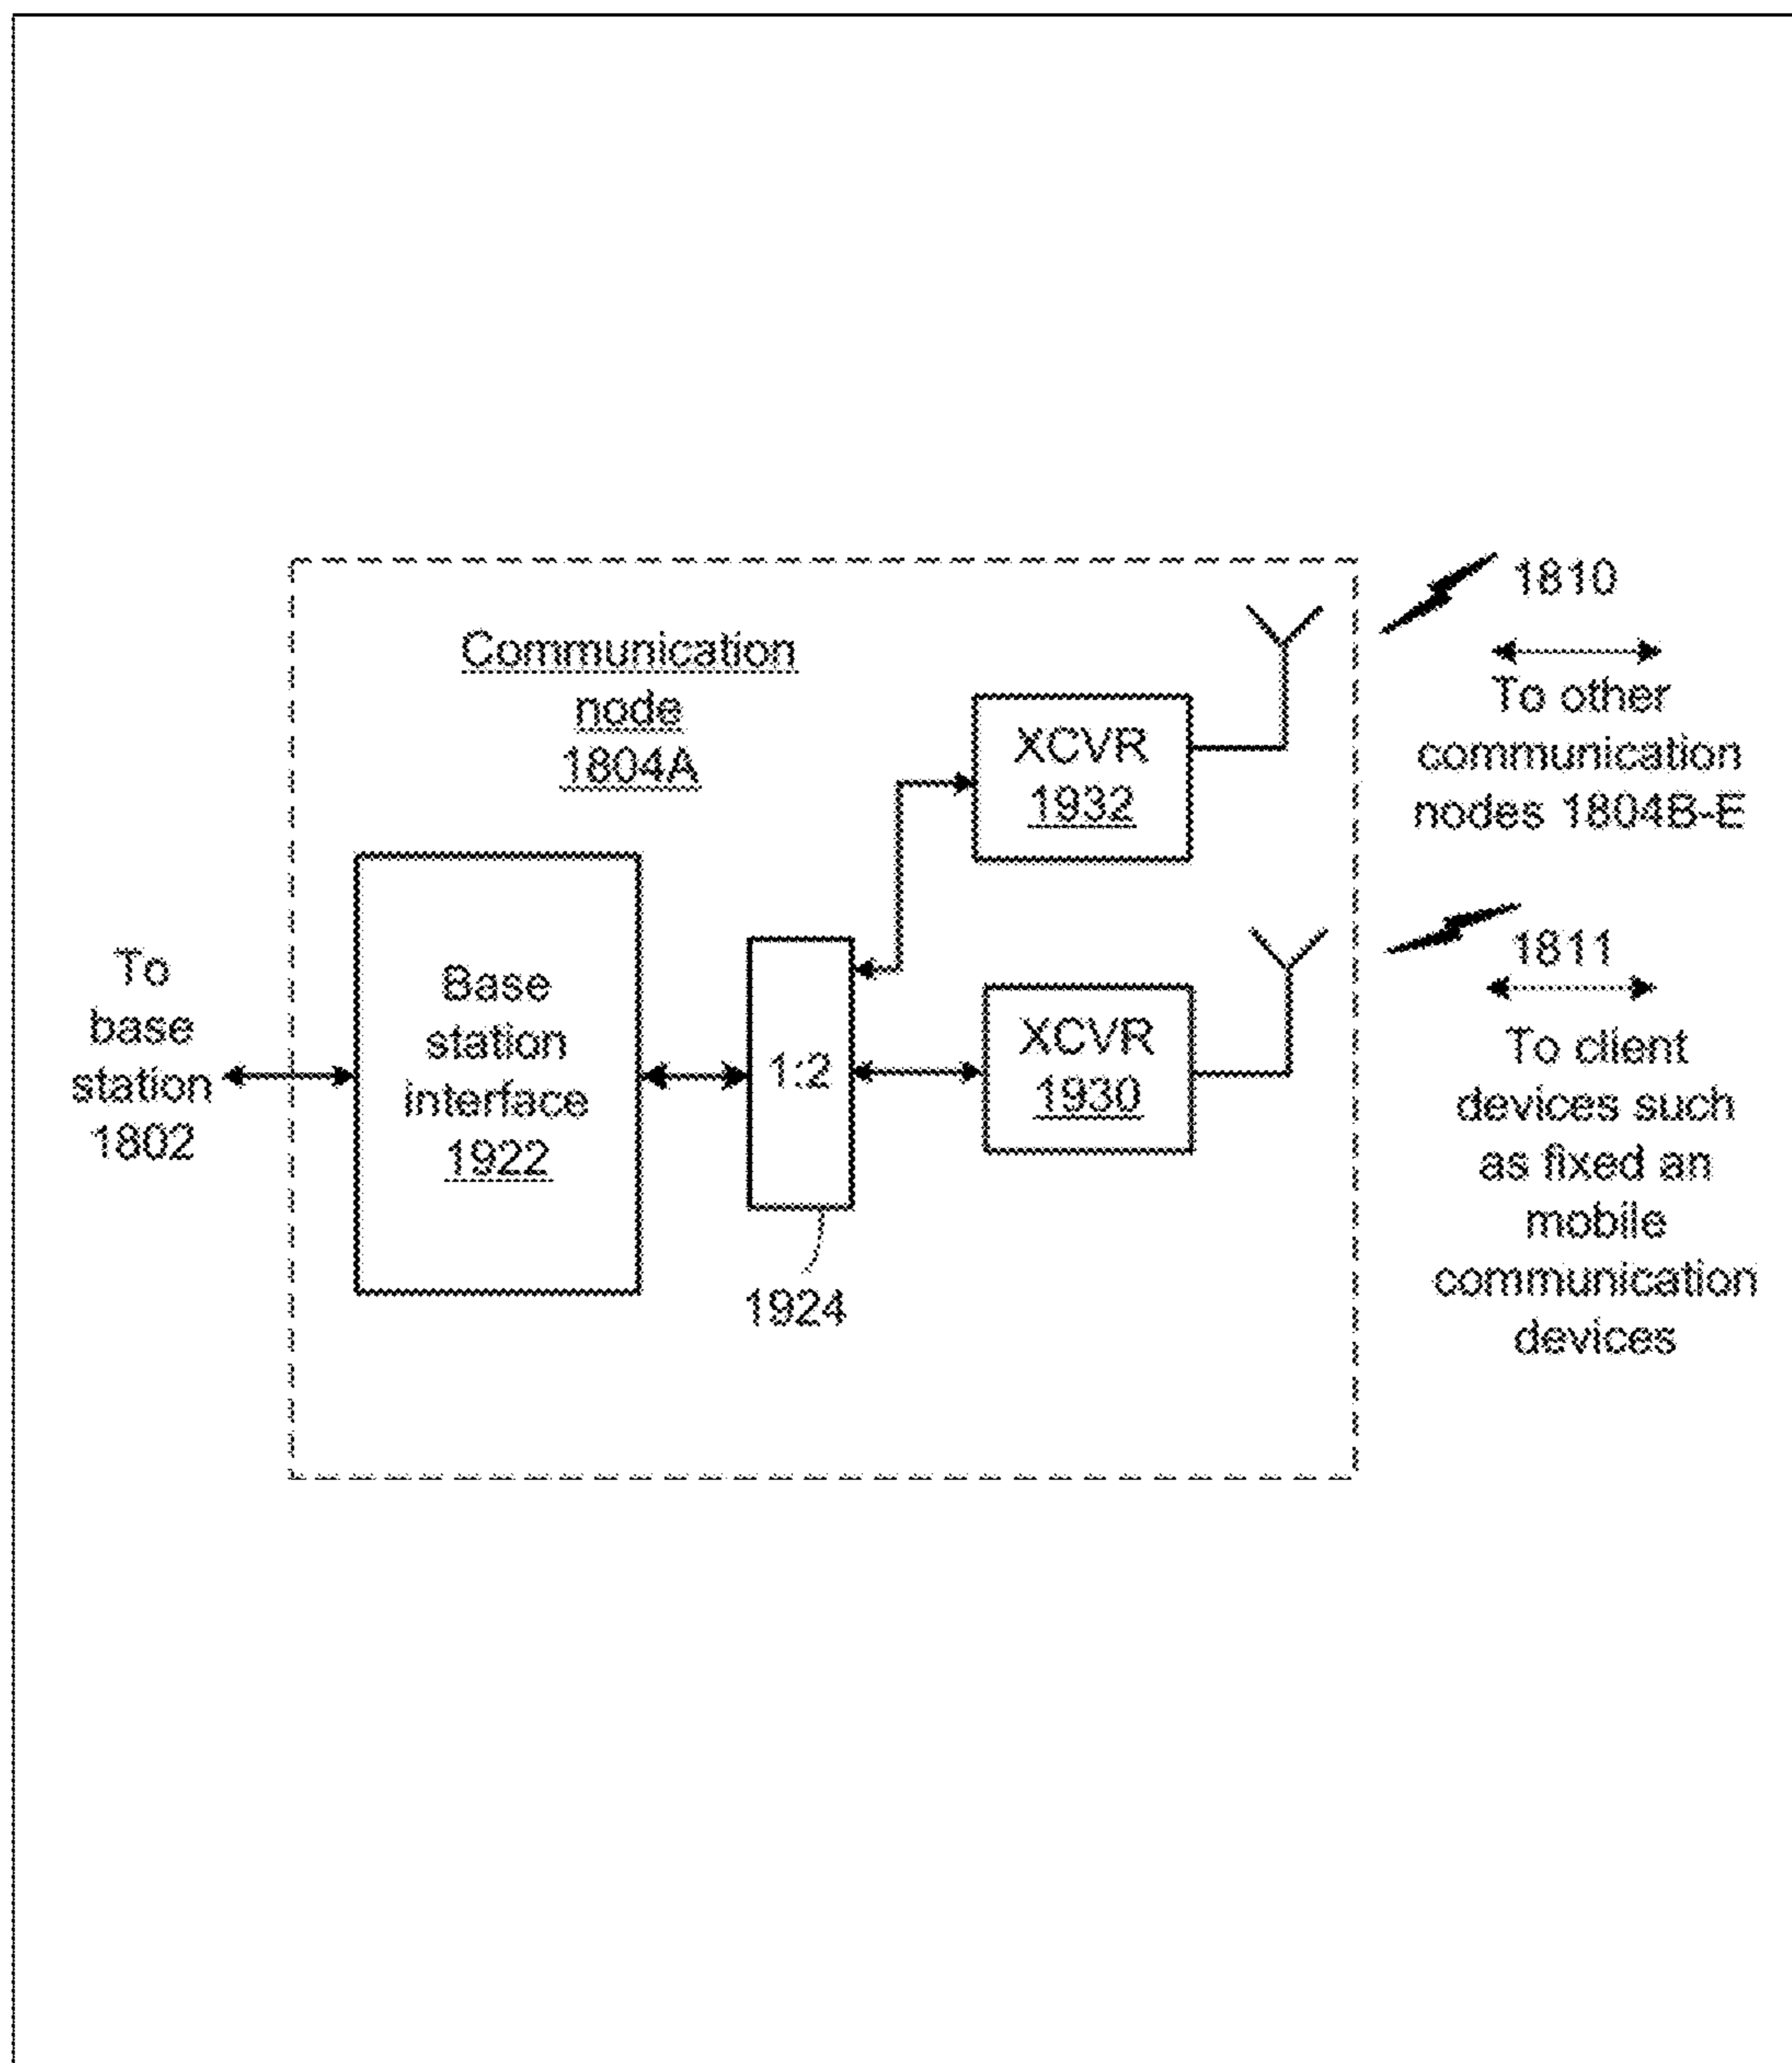 Communication
node
1804A
To
base
station
1802
Base
station
interface
1922
1:2
1924
XCVR
1932
XCVR
1930
1810
To other
communication
nodes 1804B-E
1811
To client
devices such
as fixed an
mobile
communication
devices